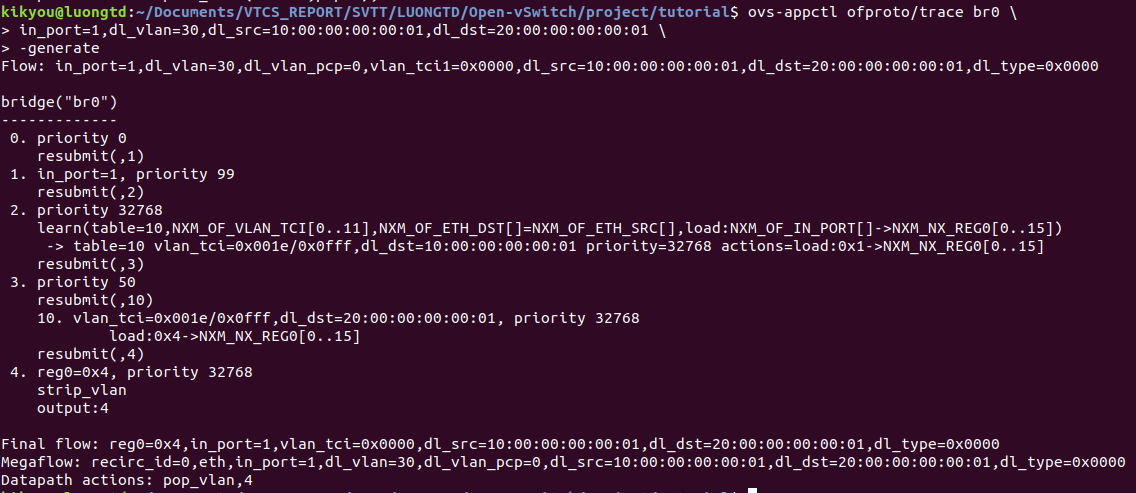 kikyou@luongtd:~/Documents/VTCS_REPORT/SVTT/LUONGTD/Open-vSwitch/project/tutorial$ ovs-appctl ofproto/trace br0 \
> in_port=1,dl_vlan=30,dl_src=10:00:00:00:00:01,dl_dst=20:00:00:00:00:01 \
> -generate
Flow: in_port=1,dl_vlan=30,dl_vlan_pcp=0,vlan_tci1=0x0000,dl_src=10:00:00:00:00:01,dl_dst=20:00:00:00:00:01,dl_type=0x0000
bridge("br0")
-------------
0. priority 0
resubmit(,1)
1. in_port=1, priority 99
resubmit(,2)
2. priority 32768
learn(table=10,NXM_OF_VLAN_TCI[0..11],NXM_OF_ETH_DST[]=NXM_OF_ETH_SRC[],load:NXM_OF_IN_PORT[]->NXM_NX_REG0[0..15])
-> table=10 vlan_tci=0x001e/0x0fff,dl_dst=10:00:00:00:00:01 priority=32768 actions=load:0x1->NXM_NX_REG0[0..15]
resubmit(,3)
3. priority 50
resubmit(,10)
10. vlan_tci=0x001e/0x0fff,dl_dst=20:00:00:00:00:01, priority 32768
load:0x4->NXM_NX_REG0[0..15]
resubmit(,4)
4. reg0=0x4, priority 32768
strip_vlan
output:4
Final flow: reg0=0x4,in_port=1,vlan_tci=0x0000,dl_src=10:00:00:00:00:01,dl_dst=20:00:00:00:00:01,dl_type=0x0000
Megaflow: recirc_id=0,eth,in_port=1,dl_vlan=30,dl_vlan_pcp=0,dl_src=10:00:00:00:00:01,dl_dst=20:00:00:00:00:01,dl_type=0x0000
Datapath actions: pop_vlan,4